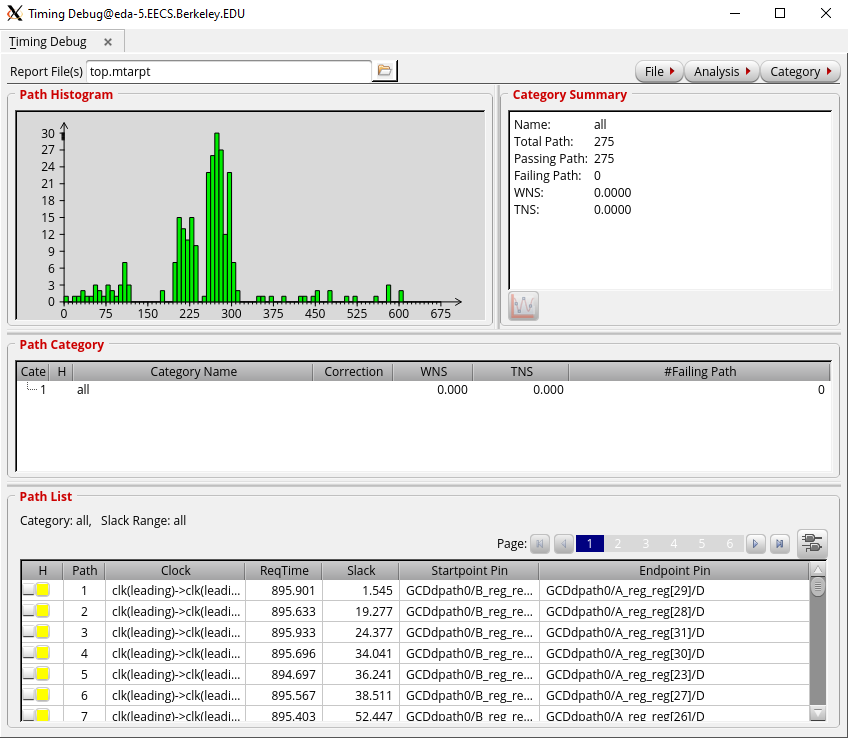 Timing Debug@eda-5.EECS.Berkeley.EDU
Timing Debug
Report File(s) top.mtarpt File Analysis Category
Path Histogram
30
27
24
21
18
15
12
9
6
3
0
0 75 150 225 300 375 450 525 600 675
Category Summary
Name: all
Total Path: 275
Passing Path: 275
Failing Path: 0
WNS: 0.0000
TNS: 0.0000
Path Category
Cate H Category Name Correction WNS TNS #Failing Path
1 all 0.000 0.000 0
Path List
Category: all, Slack Range: all
Page: 1 2 3 4 5 6
H Path Clock ReqTime Slack Startpoint Pin Endpoint Pin
1 clk(leading)->clk(leadi... 895.901 1.545 GCDdpath0/B_reg_re... GCDdpath0/A_reg_reg[29]/D
2 clk(leading)->clk(leadi... 895.633 19.277 GCDdpath0/B_reg_re... GCDdpath0/A_reg_reg[28]/D
3 clk(leading)->clk(leadi... 895.933 24.377 GCDdpath0/B_reg_re... GCDdpath0/A_reg_reg[31]/D
4 clk(leading)->clk(leadi... 895.696 34.041 GCDdpath0/B_reg_re... GCDdpath0/A_reg_reg[30]/D
5 clk(leading)->clk(leadi... 894.697 36.241 GCDdpath0/B_reg_re... GCDdpath0/A_reg_reg[23]/D
6 clk(leading)->clk(leadi... 895.567 38.511 GCDdpath0/B_reg_re... GCDdpath0/A_reg_reg[27]/D
7 clk(leading)->clk(leadi... 895.403 52.447 GCDdpath0/B_reg_re... GCDdpath0/A_reg_reg[26]/D